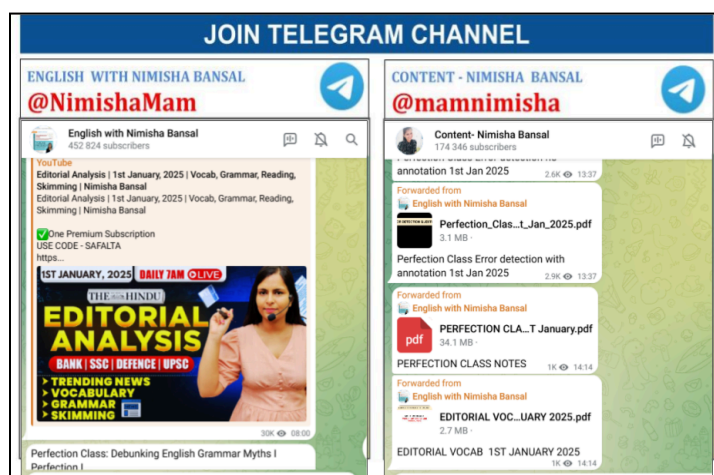 JOIN TELEGRAM CHANNEL
ENGLISH WITH NIMISHA BANSAL
@NimishaMam
English with Nimisha Bansal
452 824 subscribers
YouTube
Editorial Analysis | 1st January, 2025 | Vocab, Grammar, Reading,
Skimming | Nimisha Bansal
Editorial Analysis | 1st January, 2025 | Vocab, Grammar, Reading,
Skimming | Nimisha Bansal
✅One Premium Subscription
USE CODE - SAFALTA
https...
1ST JANUARY, 2025 DAILY 7AM LIVE
THE HINDU
EDITORIAL
ANALYSIS
BANK | SSC | DEFENCE | UPSC
TRENDING NEWS
VOCABULARY
GRAMMAR
SKIMMING
30K 08:00
Perfection Class: Debunking English Grammar Myths l
Perfection l
CONTENT - NIMISHA BANSAL
@mamnimisha
Content- Nimisha Bansal
174 346 subscribers
annotation 1st Jan 2025
2.6K 13:37
Forwarded from
English with Nimisha Bansal
Perfection_Clas...t_Jan_2025.pdf
3.1 MB ·
Perfection Class Error detection with
annotation 1st Jan 2025
2.9K 13:37
Forwarded from
English with Nimisha Bansal
pdf
PERFECTION CLA...T January.pdf
34.1 MB ·
PERFECTION CLASS NOTES
1K 14:14
Forwarded from
English with Nimisha Bansal
EDITORIAL VOC...UARY 2025.pdf
2.7 MB ·
EDITORIAL VOCAB 1ST JANUARY 2025
1K 14:14